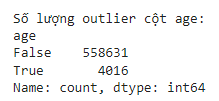 Số lượng outlier cột age:
age
False    558631
True       4016
Name: count, dtype: int64